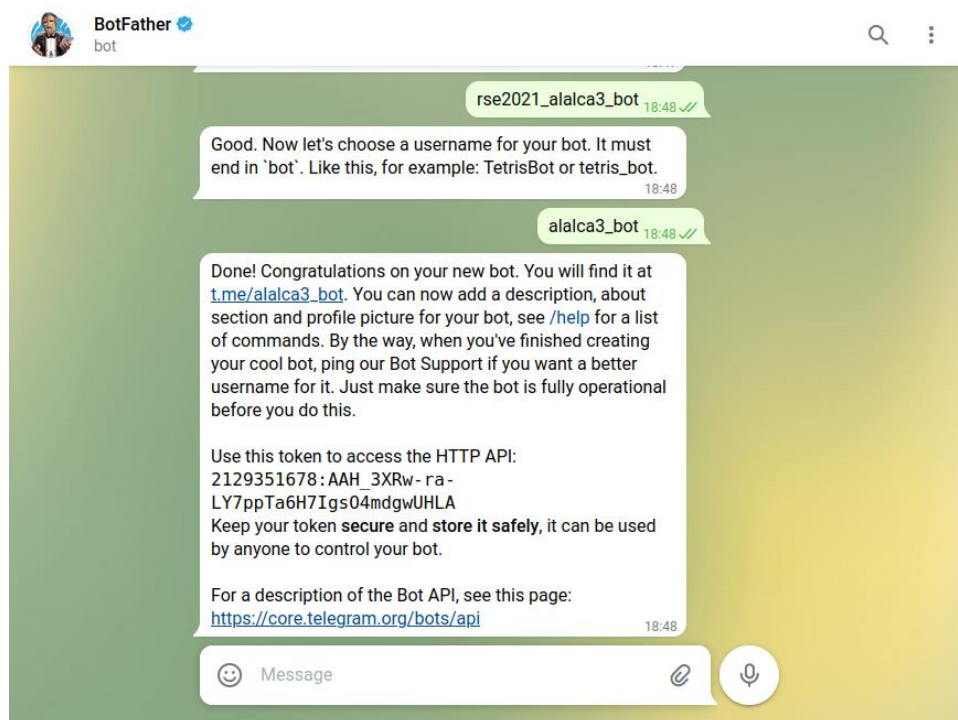 BotFather
bot
rse2021_alalca3_bot 18:48
Good. Now let's choose a username for your bot. It must
end in `bot`. Like this, for example: TetrisBot or tetris_bot.
18:48
alalca3_bot 18:48
Done! Congratulations on your new bot. You will find it at
t.me/alalca3_bot. You can now add a description, about
section and profile picture for your bot, see /help for a list
of commands. By the way, when you've finished creating
your cool bot, ping our Bot Support if you want a better
username for it. Just make sure the bot is fully operational
before you do this.
Use this token to access the HTTP API:
2129351678:AAH_3XRw-ra-
LY7ppTa6H7IgsO4mdgwUHLA
Keep your token secure and store it safely, it can be used
by anyone to control your bot.
For a description of the Bot API, see this page:
https://core.telegram.org/bots/api
18:48
Message